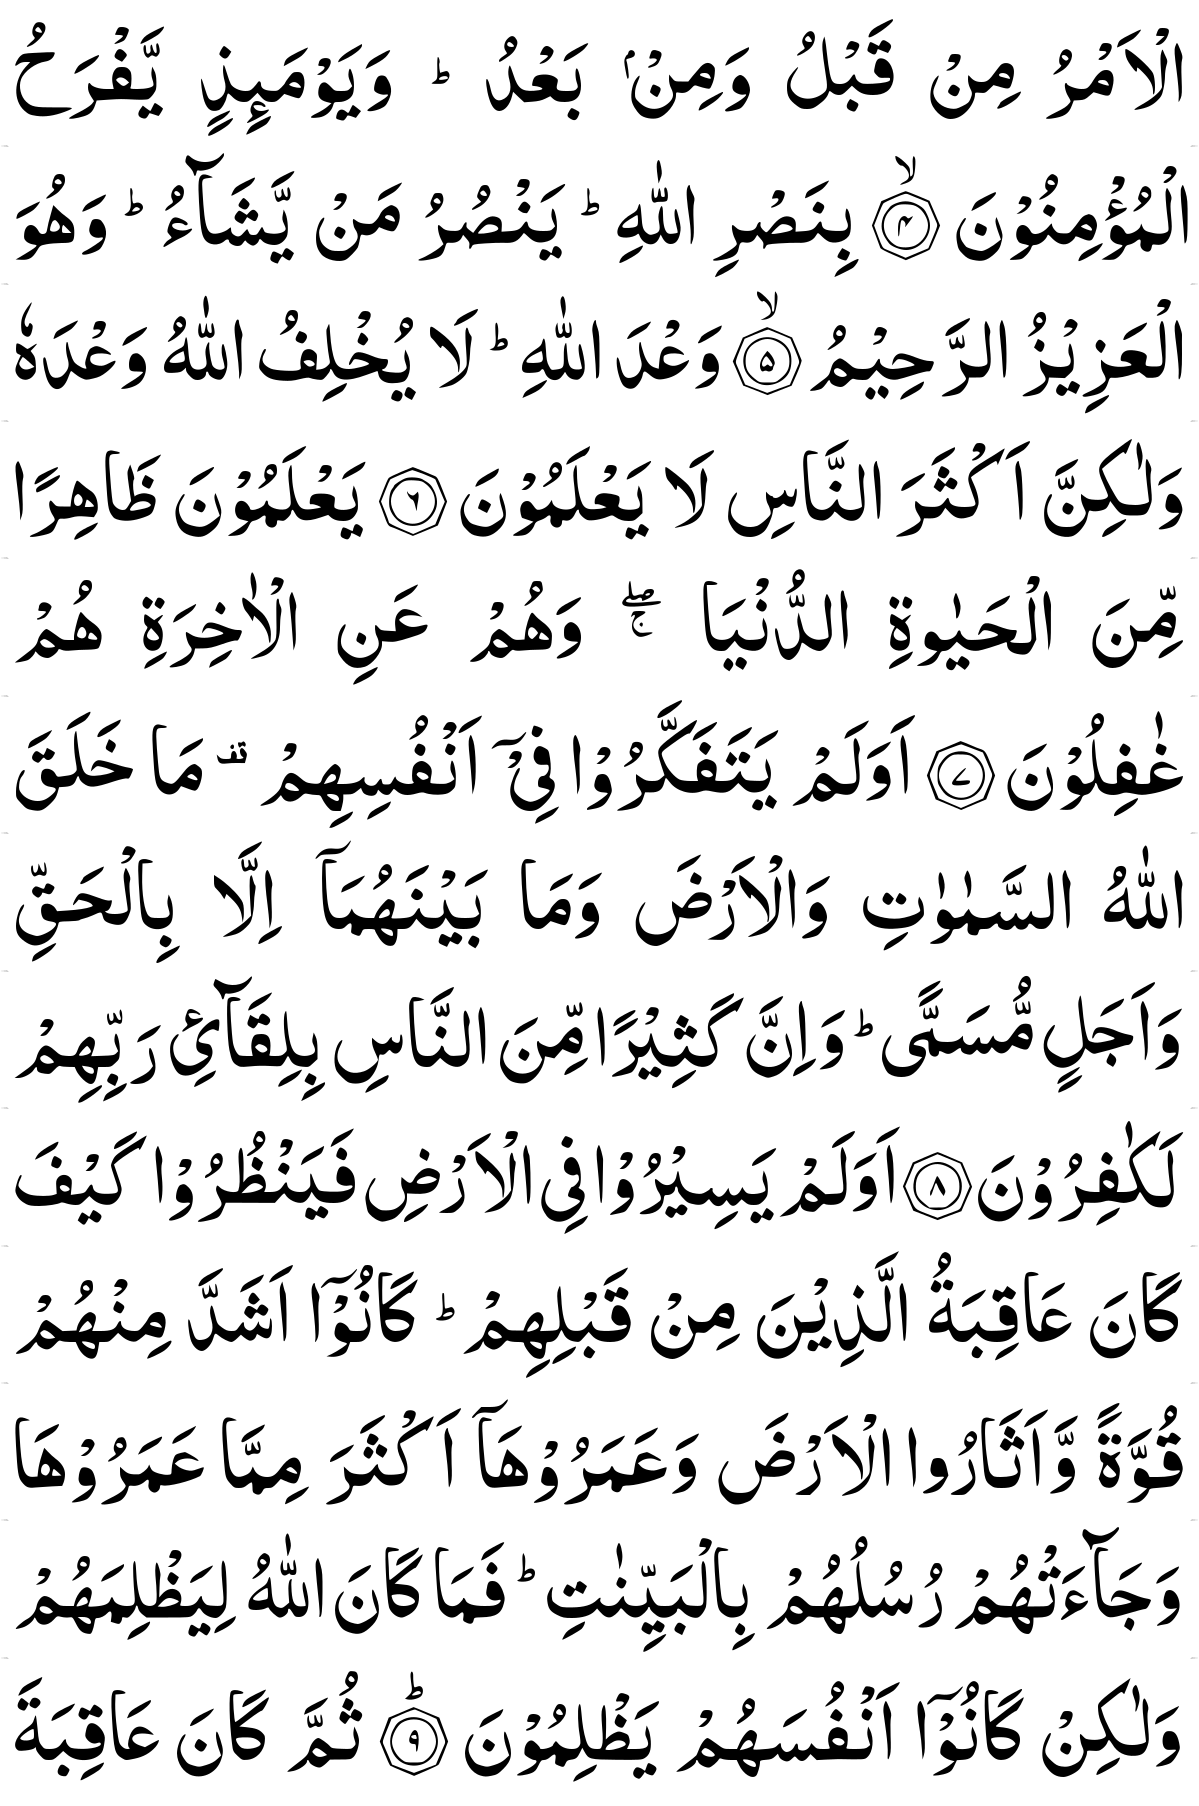 الْاَمْرُ مِنْ قَبْلُ وَمِنْۢ بَعْدُ ؕ وَيَوْمَىِٕذٍ يَّفْرَحُ
الْمُؤْمِنُوْنَ ۙ﴿۴﴾ بِنَصْرِ اللّٰهِ ؕ يَنْصُرُ مَنْ يَّشَآءُ ؕ وَهُوَ
الْعَزِيْزُ الرَّحِيْمُ ۙ﴿۵﴾ وَعْدَ اللّٰهِ ؕ لَا يُخْلِفُ اللّٰهُ وَعْدَهٗ
وَلٰكِنَّ اَكْثَرَ النَّاسِ لَا يَعْلَمُوْنَ ﴿۶﴾ يَعْلَمُوْنَ ظَاهِرًا
مِّنَ الْحَيٰوةِ الدُّنْيَا ۖۚ وَهُمْ عَنِ الْاٰخِرَةِ هُمْ
غٰفِلُوْنَ ﴿۷﴾ اَوَلَمْ يَتَفَكَّرُوْا فِىْۤ اَنْفُسِهِمْ قف مَا خَلَقَ
اللّٰهُ السَّمٰوٰتِ وَالْاَرْضَ وَمَا بَيْنَهُمَاۤ اِلَّا بِالْحَقِّ
وَاَجَلٍ مُّسَمًّى ؕ وَاِنَّ كَثِيْرًا مِّنَ النَّاسِ بِلِقَآئِ رَبِّهِمْ
لَكٰفِرُوْنَ ﴿۸﴾ اَوَلَمْ يَسِيْرُوْا فِى الْاَرْضِ فَيَنْظُرُوْا كَيْفَ
كَانَ عَاقِبَةُ الَّذِيْنَ مِنْ قَبْلِهِمْ ؕ كَانُوْۤا اَشَدَّ مِنْهُمْ
قُوَّةً وَّاَثَارُوا الْاَرْضَ وَعَمَرُوْهَاۤ اَكْثَرَ مِمَّا عَمَرُوْهَا
وَجَآءَتْهُمْ رُسُلُهُمْ بِالْبَيِّنٰتِ ؕ فَمَا كَانَ اللّٰهُ لِيَظْلِمَهُمْ
وَلٰكِنْ كَانُوْۤا اَنْفُسَهُمْ يَظْلِمُوْنَ ؕ﴿۹﴾ ثُمَّ كَانَ عَاقِبَةَ